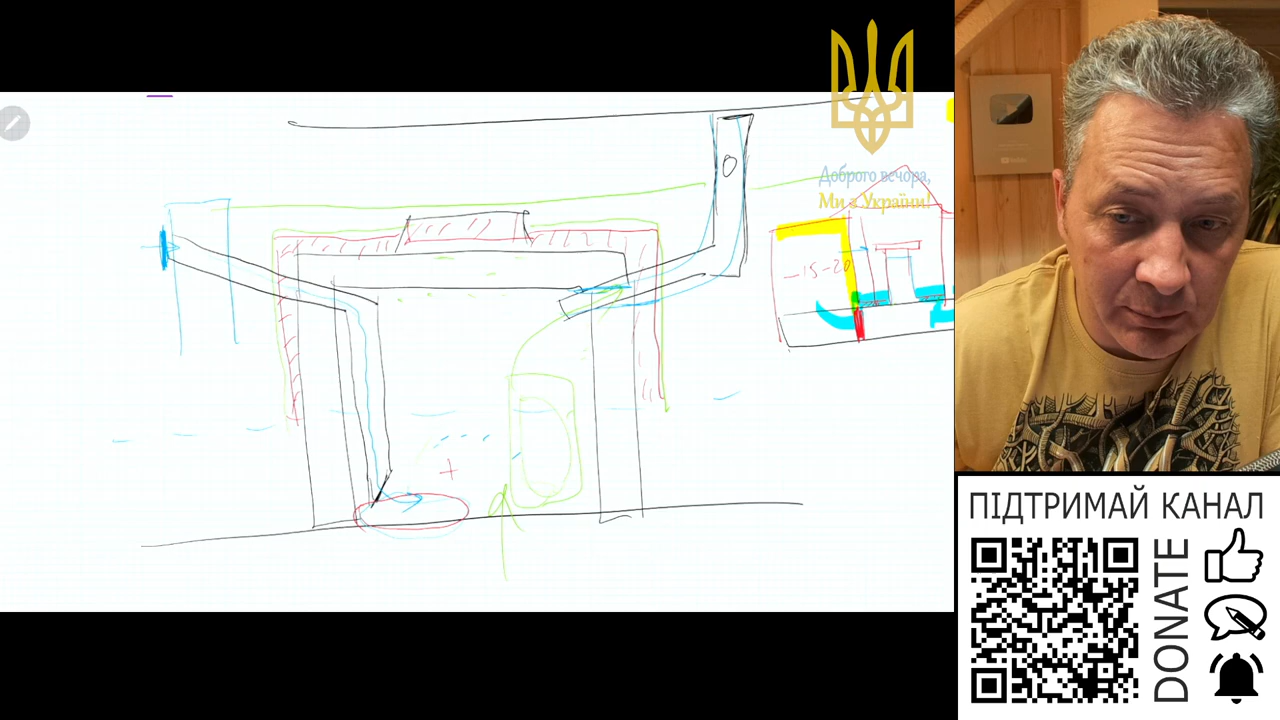 Доброго вечора,
Ми з України!
-15-20
ПІДТРИМАЙ КАНАЛ
DONATE